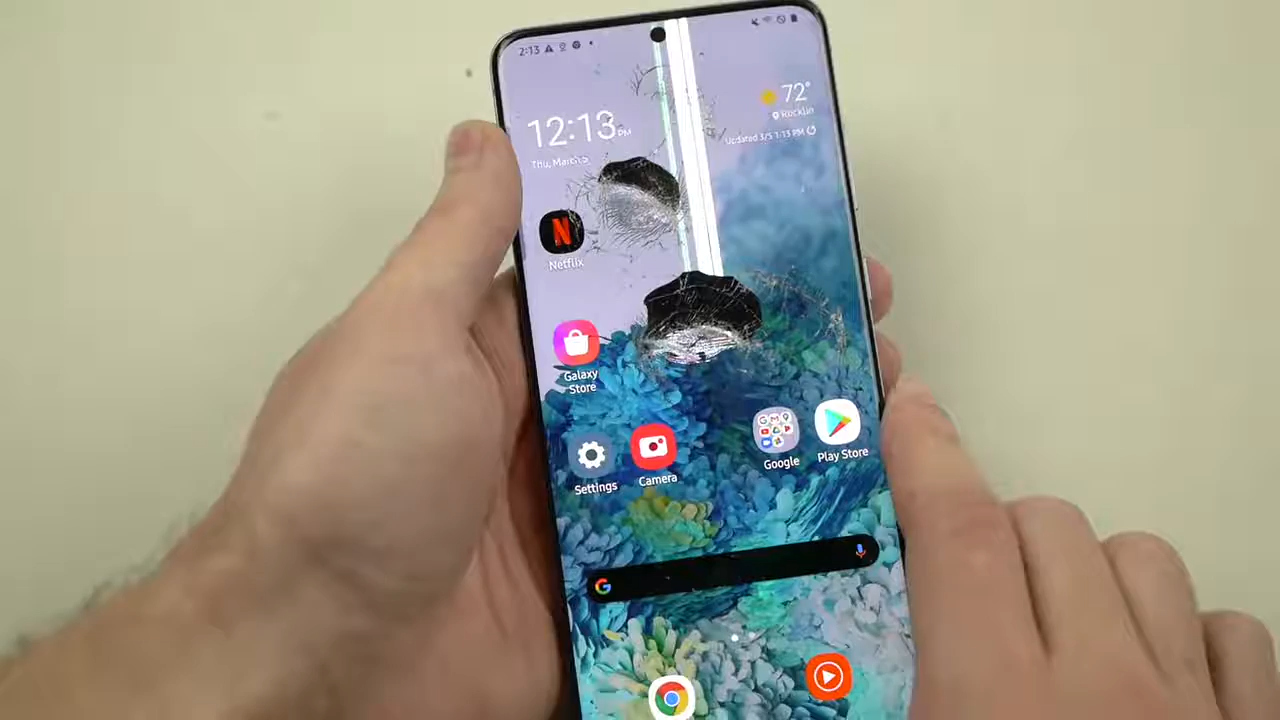 2:13
72°
Rocklin
Updated 3/5 1:13 PM
12:13 PM
Thu, March 5
N
Netflix
Galaxy
Store
Settings
Camera
Google
Play Store
G